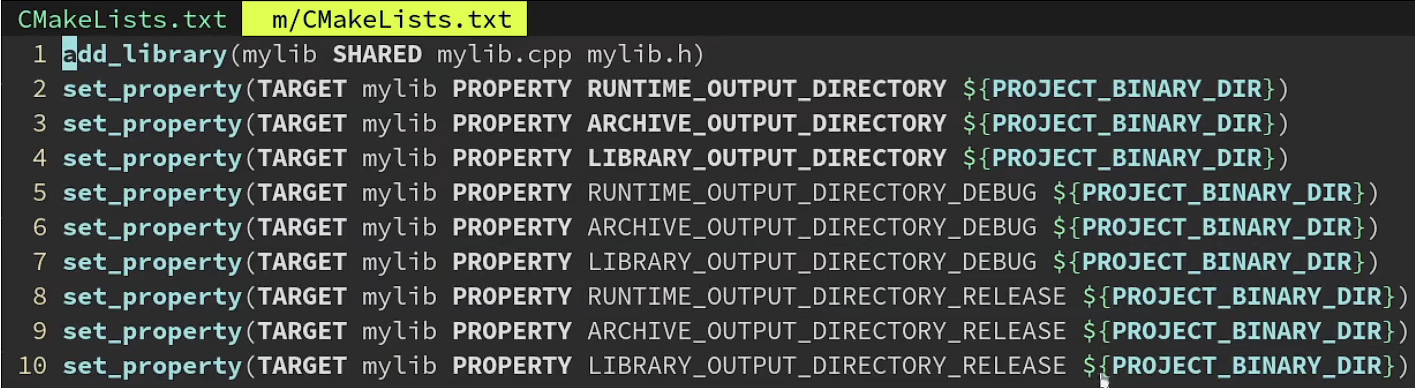 CMakeLists.txt m/CMakeLists.txt
1 add_library(mylib SHARED mylib.cpp mylib.h)
2 set_property(TARGET mylib PROPERTY RUNTIME_OUTPUT_DIRECTORY ${PROJECT_BINARY_DIR})
3 set_property(TARGET mylib PROPERTY ARCHIVE_OUTPUT_DIRECTORY ${PROJECT_BINARY_DIR})
4 set_property(TARGET mylib PROPERTY LIBRARY_OUTPUT_DIRECTORY ${PROJECT_BINARY_DIR})
5 set_property(TARGET mylib PROPERTY RUNTIME_OUTPUT_DIRECTORY_DEBUG ${PROJECT_BINARY_DIR})
6 set_property(TARGET mylib PROPERTY ARCHIVE_OUTPUT_DIRECTORY_DEBUG ${PROJECT_BINARY_DIR})
7 set_property(TARGET mylib PROPERTY LIBRARY_OUTPUT_DIRECTORY_DEBUG ${PROJECT_BINARY_DIR})
8 set_property(TARGET mylib PROPERTY RUNTIME_OUTPUT_DIRECTORY_RELEASE ${PROJECT_BINARY_DIR})
9 set_property(TARGET mylib PROPERTY ARCHIVE_OUTPUT_DIRECTORY_RELEASE ${PROJECT_BINARY_DIR})
10 set_property(TARGET mylib PROPERTY LIBRARY_OUTPUT_DIRECTORY_RELEASE ${PROJECT_BINARY_DIR})